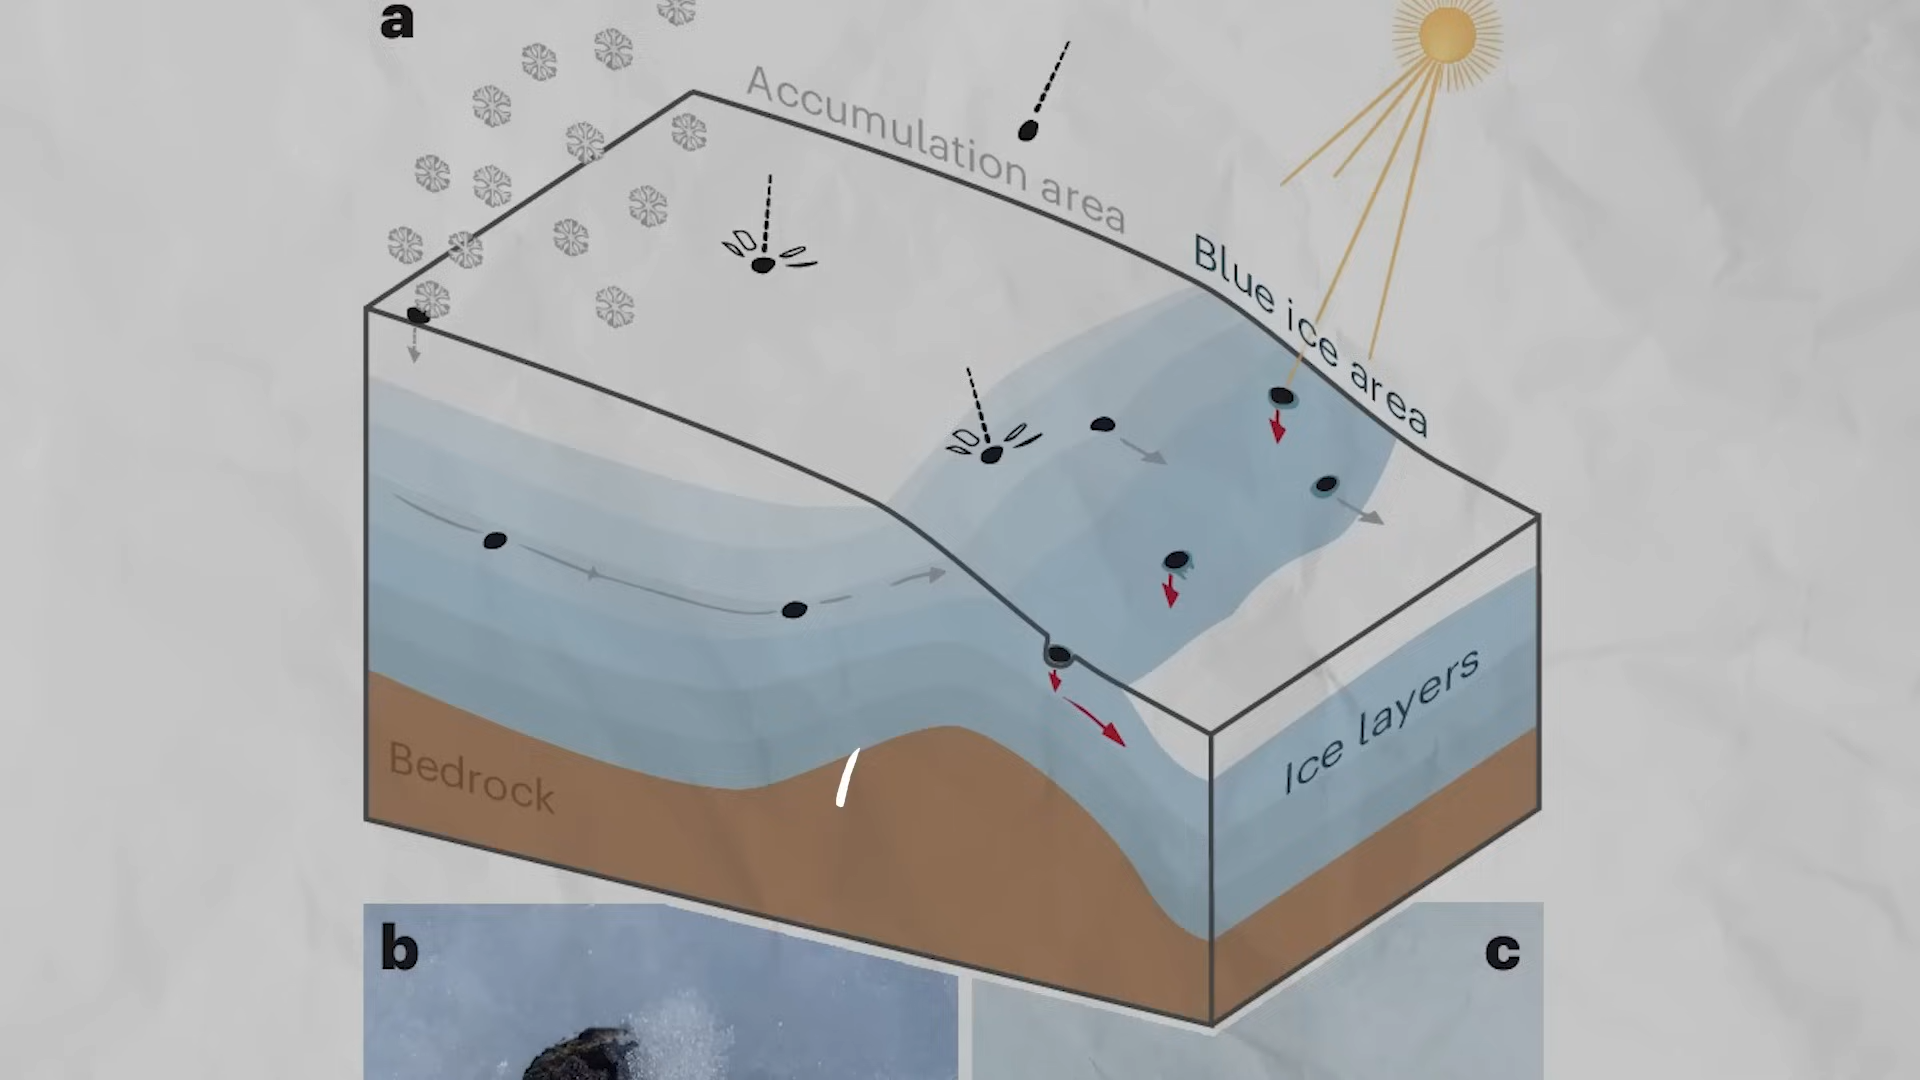 a
Accumulation area
Blue ice area
Ice layers
Bedrock
b
c